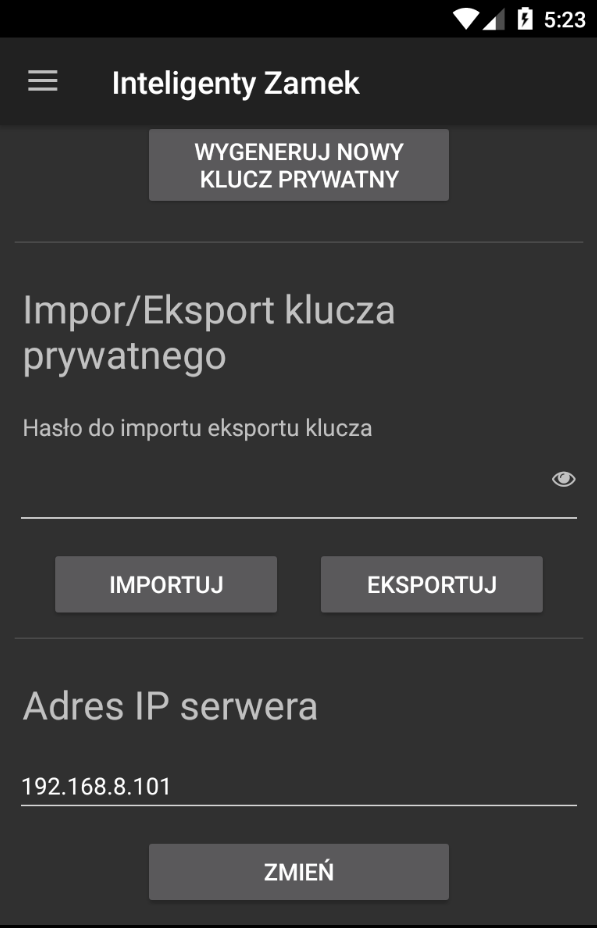 5:23
Inteligenty Zamek
WYGENERUJ NOWY
KLUCZ PRYWATNY
Impor/Eksport klucza
prywatnego
Hasło do importu eksportu klucza
IMPORTUJ EKSPORTUJ
Adres IP serwera
192.168.8.101
ZMIEŃ